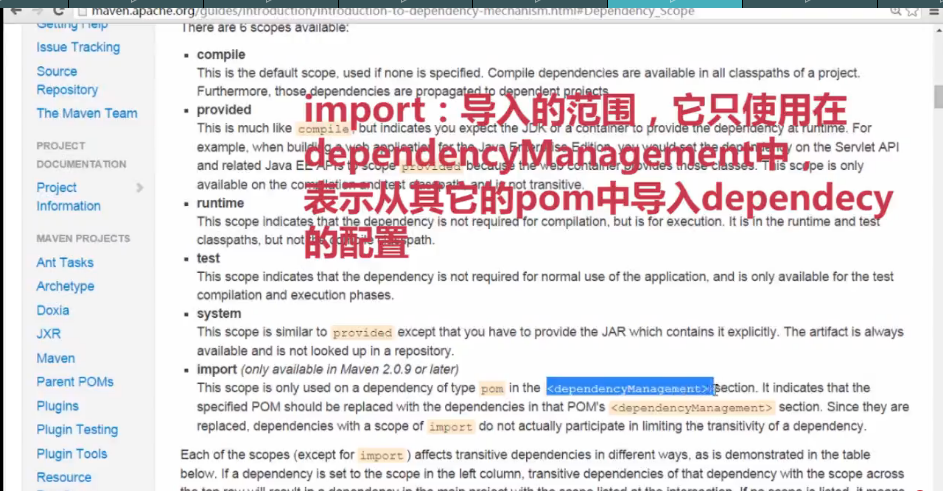 maven.apache.org/guides/introduction/introduction-to-dependency-mechanism.html#Dependency_Scope
Getting Help
Issue Tracking
Source
Repository
The Maven Team
PROJECT
DOCUMENTATION
Project
Information
MAVEN PROJECTS
Ant Tasks
Archetype
Doxia
JXR
Maven
Parent POMs
Plugins
Plugin Testing
Plugin Tools
Resource
There are 6 scopes available:
compile
This is the default scope, used if none is specified. Compile dependencies are available in all classpaths of a project.
Furthermore, those dependencies are propagated to dependent projects.
provided
This is much like compile, but indicates you expect the JDK or a container to provide the dependency at runtime. For
example, when building a web application for the Java Enterprise Edition, you would set the dependency on the Servlet API
and related Java EE APIs to scope provided because the web container provides those classes. This scope is only
available on the compilation and test classpath, and is not transitive.
runtime
This scope indicates that the dependency is not required for compilation, but is for execution. It is in the runtime and test
classpaths, but not the compile classpath.
test
This scope indicates that the dependency is not required for normal use of the application, and is only available for the test
compilation and execution phases.
system
This scope is similar to provided except that you have to provide the JAR which contains it explicitly. The artifact is always
available and is not looked up in a repository.
import (only available in Maven 2.0.9 or later)
This scope is only used on a dependency of type pom in the <dependencyManagement> section. It indicates that the
specified POM should be replaced with the dependencies in that POM's <dependencyManagement> section. Since they are
replaced, dependencies with a scope of import do not actually participate in limiting the transitivity of a dependency.
Each of the scopes (except for import) affects transitive dependencies in different ways, as is demonstrated in the table
below. If a dependency is set to the scope in the left column, transitive dependencies of that dependency with the scope across
the top row will result in a dependency in the main project with the scope listed at the intersection. If no scope is listed, it means
import：导入的范围，它只使用在
dependencyManagement中，
表示从其它的pom中导入dependecy
的配置